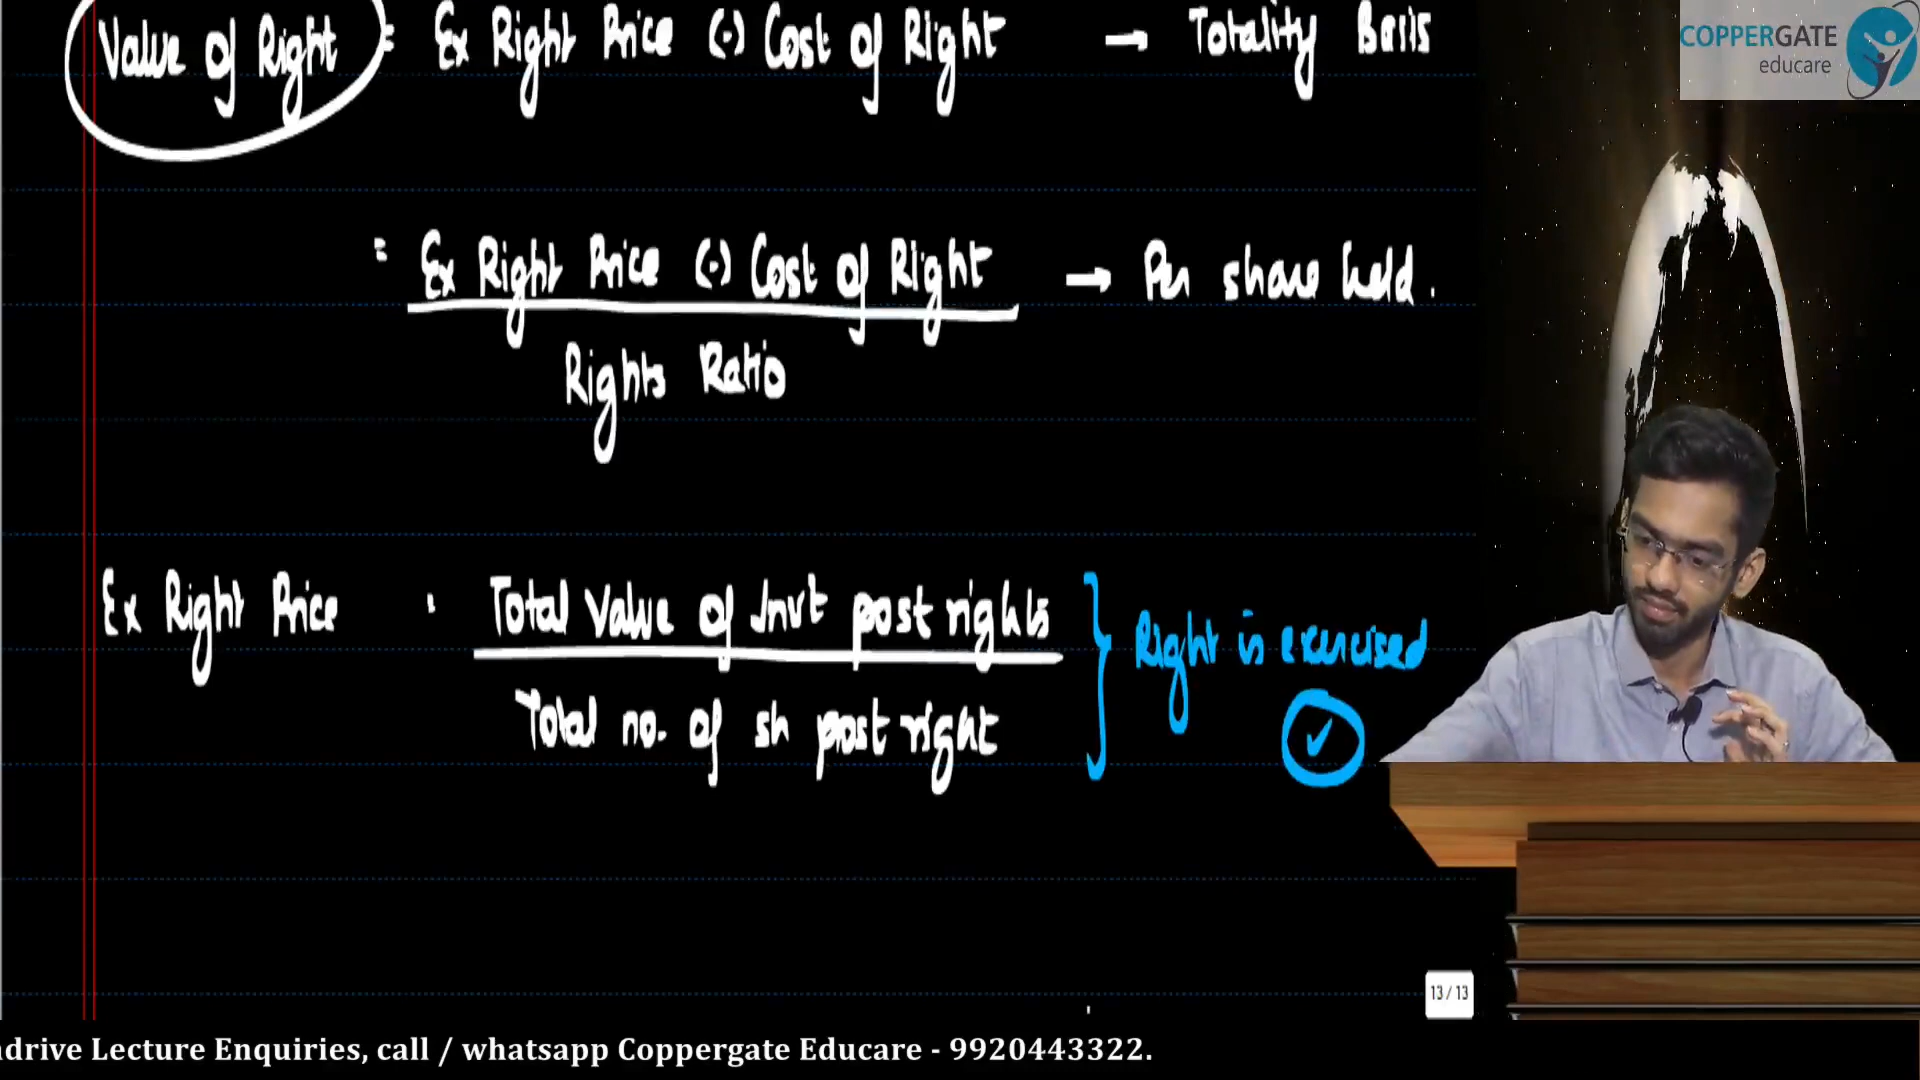 Value of Right = Ex Right Price (-) Cost of Right → Totality Basis
COPPERGATE
educare
= Ex Right Price (-) Cost of Right → Per share held.
Rights Ratio
Ex Right Price : Total Value of Invt post rights
Total no. of sh post right
Right is exercised
✓
13/13
drive Lecture Enquiries, call / whatsapp Coppergate Educare - 9920443322.